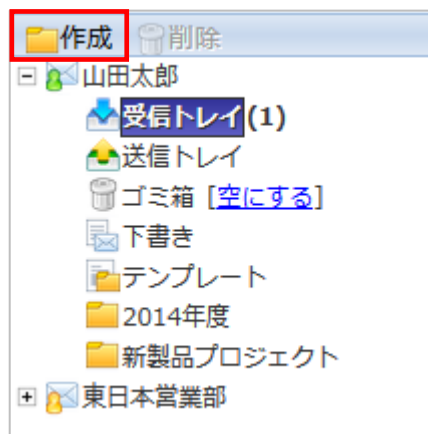 作成 削除
山田太郎
受信トレイ(1)
送信トレイ
ゴミ箱 [空にする]
下書き
テンプレート
2014年度
新製品プロジェクト
東日本営業部